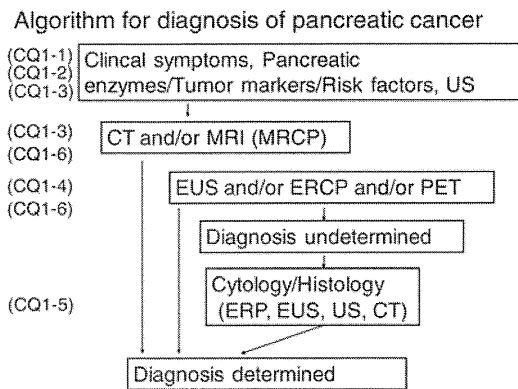 Algorithm for diagnosis of pancreatic cancer
(CQ1-1)
(CQ1-2)
(CQ1-3)
Clincal symptoms, Pancreatic
enzymes/Tumor markers/Risk factors, US
(CQ1-3)
(CQ1-6)
CT and/or MRI (MRCP)
(CQ1-4)
(CQ1-6)
EUS and/or ERCP and/or PET
Diagnosis undetermined
(CQ1-5)
Cytology/Histology
(ERP, EUS, US, CT)
Diagnosis determined